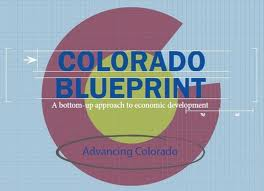 COLORADO
BLUEPRINT
A bottom-up approach to economic development
Advancing Colorado